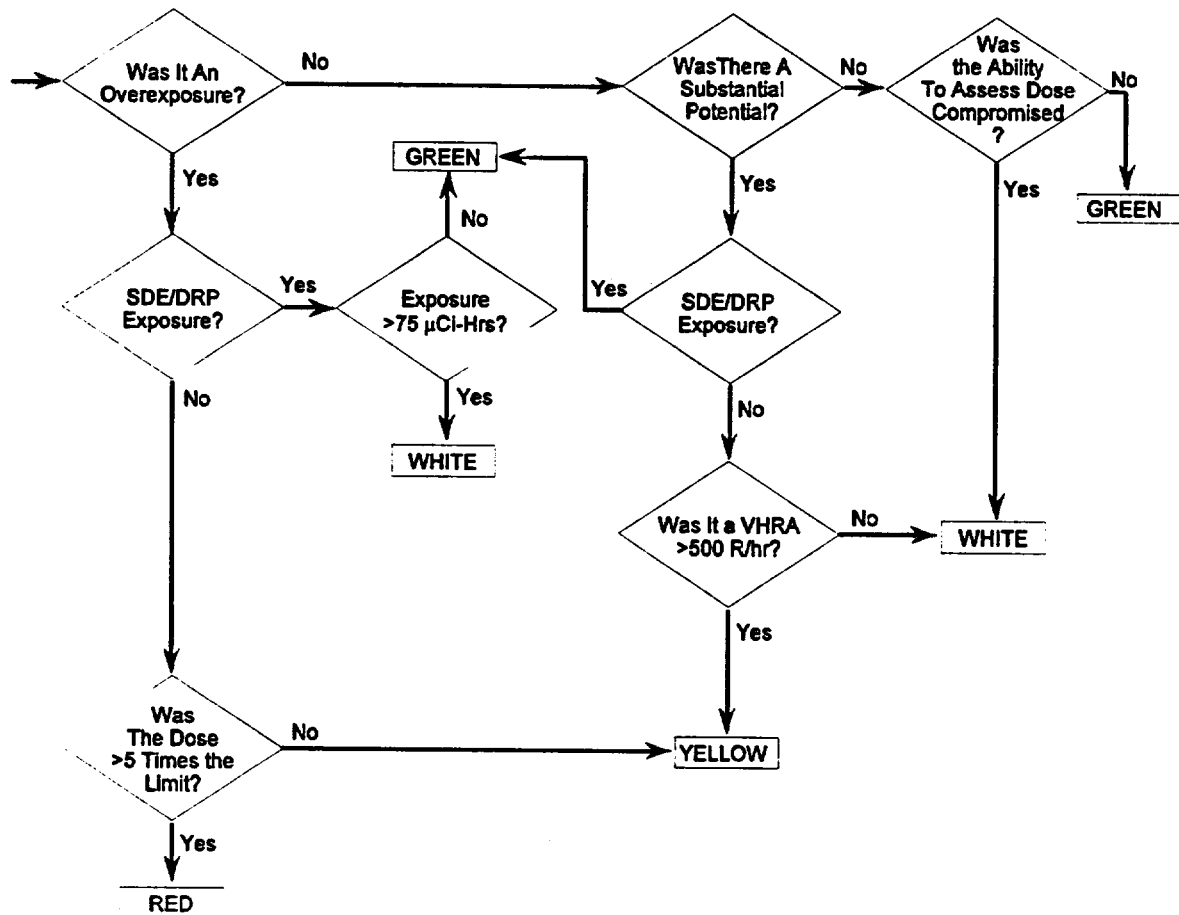 Was It An
Overexposure?
No
WasThere A
Substantial
Potential?
No
Was
the Ability
To Assess Dose
Compromised
?
No
GREEN
Yes
Yes
Yes
GREEN
No
GREEN
SDE/DRP
Exposure?
Yes
Exposure
>75 µCi-Hrs?
Yes
SDE/DRP
Exposure?
No
Yes
WHITE
No
Was It a VHRA
>500 R/hr?
No
WHITE
Yes
Was
The Dose
>5 Times the
Limit?
No
YELLOW
Yes
RED